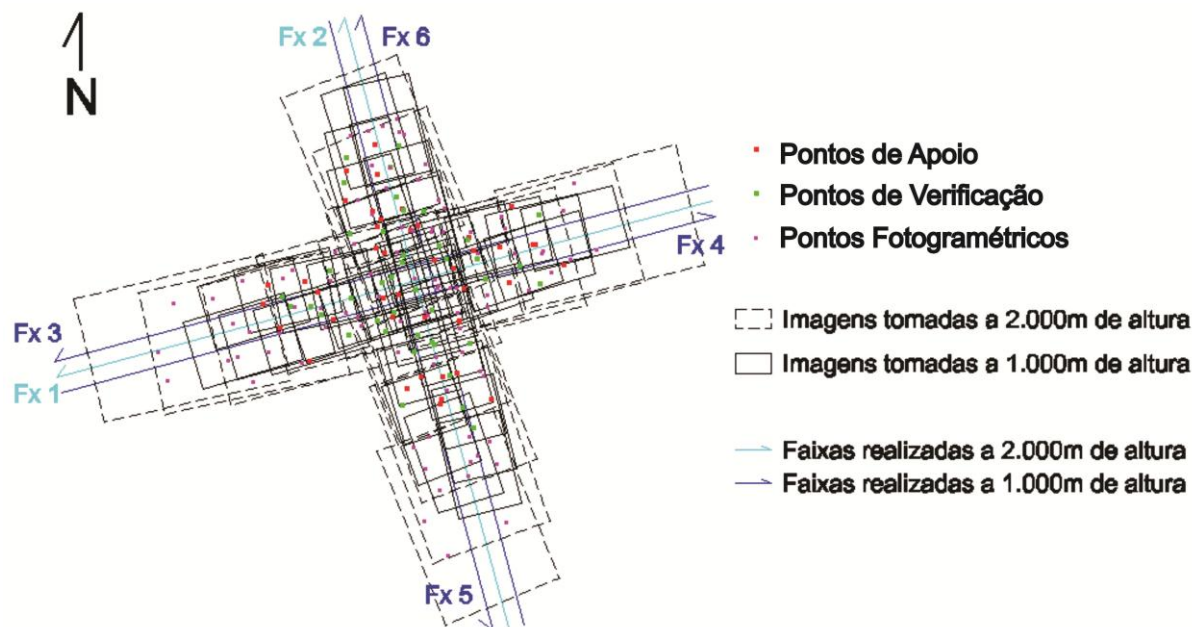 Fx 2
Fx 6
N
Pontos de Apoio
Pontos de Verificação
Pontos Fotogramétricos
Fx 4
Fx 3
Fx 1
Imagens tomadas a 2.000m de altura
Imagens tomadas a 1.000m de altura
Faixas realizadas a 2.000m de altura
Faixas realizadas a 1.000m de altura
Fx 5